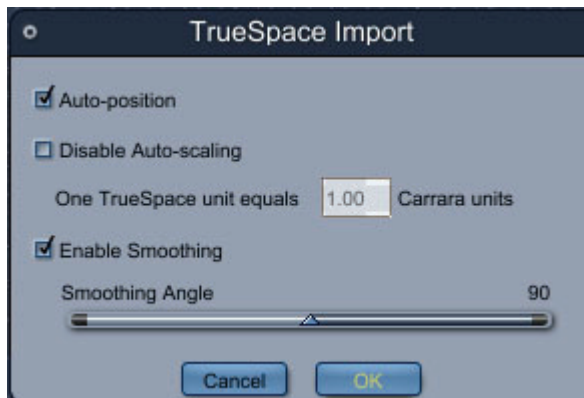 TrueSpace Import
Auto-position
Disable Auto-scaling
One TrueSpace unit equals 1.00 Carrara units
Enable Smoothing
Smoothing Angle 90
Cancel OK